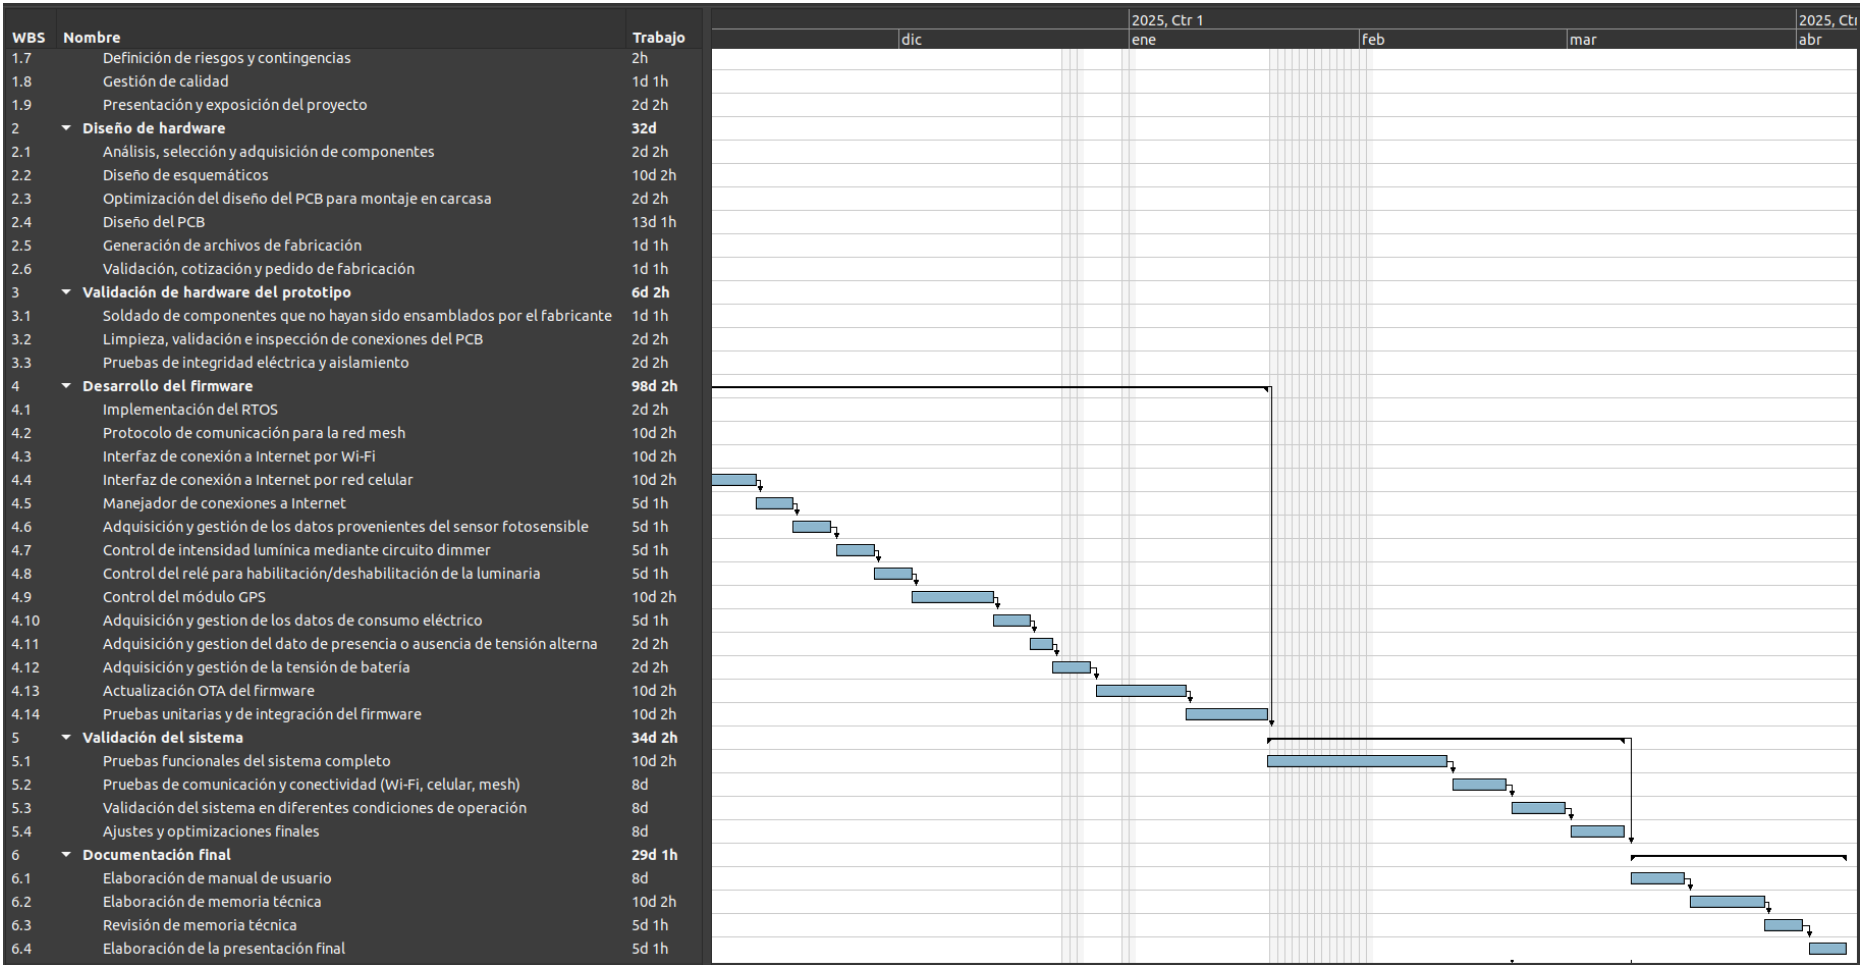 2025, Ctr 1 2025, Ctr
WBS Nombre Trabajo dic ene feb mar abr
1.7 Definición de riesgos y contingencias 2h
1.8 Gestión de calidad 1d 1h
1.9 Presentación y exposición del proyecto 2d 2h
2 Diseño de hardware 32d
2.1 Análisis, selección y adquisición de componentes 2d 2h
2.2 Diseño de esquemáticos 10d 2h
2.3 Optimización del diseño del PCB para montaje en carcasa 2d 2h
2.4 Diseño del PCB 13d 1h
2.5 Generación de archivos de fabricación 1d 1h
2.6 Validación, cotización y pedido de fabricación 1d 1h
3 Validación de hardware del prototipo 6d 2h
3.1 Soldado de componentes que no hayan sido ensamblados por el fabricante 1d 1h
3.2 Limpieza, validación e inspección de conexiones del PCB 2d 2h
3.3 Pruebas de integridad eléctrica y aislamiento 2d 2h
4 Desarrollo del firmware 98d 2h
4.1 Implementación del RTOS 2d 2h
4.2 Protocolo de comunicación para la red mesh 10d 2h
4.3 Interfaz de conexión a Internet por Wi-Fi 10d 2h
4.4 Interfaz de conexión a Internet por red celular 10d 2h
4.5 Manejador de conexiones a Internet 5d 1h
4.6 Adquisición y gestión de los datos provenientes del sensor fotosensible 5d 1h
4.7 Control de intensidad lumínica mediante circuito dimmer 5d 1h
4.8 Control del relé para habilitación/deshabilitación de la luminaria 5d 1h
4.9 Control del módulo GPS 10d 2h
4.10 Adquisición y gestion de los datos de consumo eléctrico 5d 1h
4.11 Adquisición y gestion del dato de presencia o ausencia de tensión alterna 2d 2h
4.12 Adquisición y gestión de la tensión de batería 2d 2h
4.13 Actualización OTA del firmware 10d 2h
4.14 Pruebas unitarias y de integración del firmware 10d 2h
5 Validación del sistema 34d 2h
5.1 Pruebas funcionales del sistema completo 10d 2h
5.2 Pruebas de comunicación y conectividad (Wi-Fi, celular, mesh) 8d
5.3 Validación del sistema en diferentes condiciones de operación 8d
5.4 Ajustes y optimizaciones finales 8d
6 Documentación final 29d 1h
6.1 Elaboración de manual de usuario 8d
6.2 Elaboración de memoria técnica 10d 2h
6.3 Revisión de memoria técnica 5d 1h
6.4 Elaboración de la presentación final 5d 1h